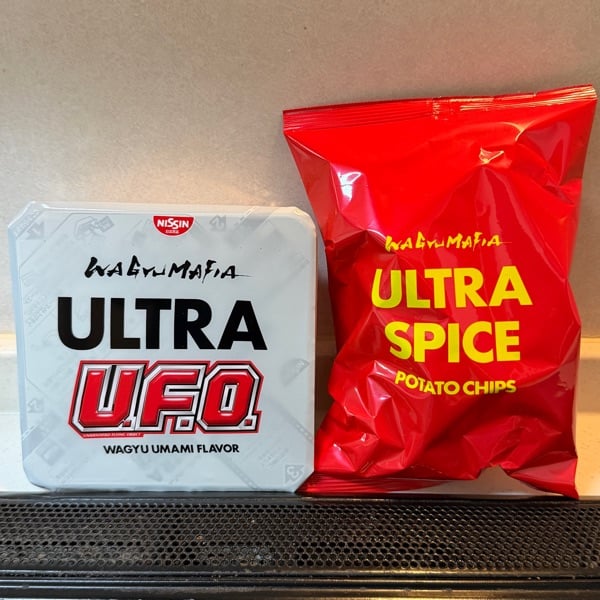 NISSIN
WAGYUMAFIA
ULTRA
U.F.O.
WAGYU UMAMI FLAVOR
WAGYUMAFIA
ULTRA
SPICE
POTATO CHIPS